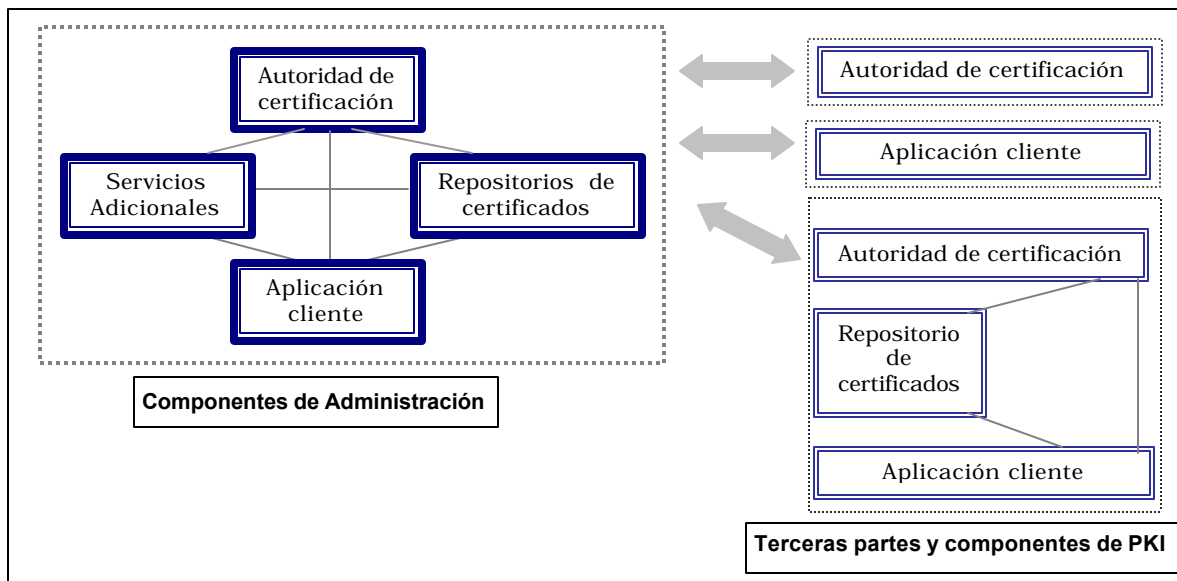 Autoridad de
certificación
Servicios
Adicionales
Repositorios de
certificados
Aplicación
cliente
Componentes de Administración
Autoridad de certificación
Aplicación cliente
Autoridad de certificación
Repositorio
de
certificados
Aplicación cliente
Terceras partes y componentes de PKI